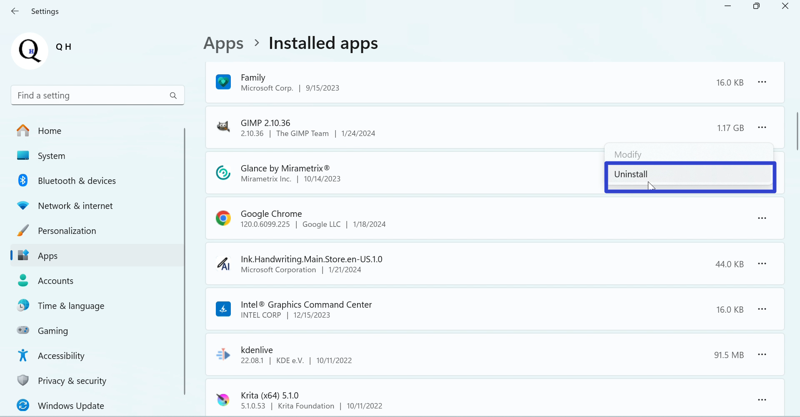 Settings
Q H
Q H
Find a setting
Home
System
Bluetooth & devices
Network & internet
Personalization
Apps
Accounts
Time & language
Gaming
Accessibility
Privacy & security
Windows Update
Apps > Installed apps
Family
Microsoft Corp. | 9/15/2023
16.0 KB
GIMP 2.10.36
2.10.36 | The GIMP Team | 1/24/2024
1.17 GB
Modify
Uninstall
Glance by Mirametrix®
Mirametrix Inc. | 10/14/2023
Google Chrome
120.0.6099.225 | Google LLC | 1/18/2024
Ink.Handwriting.Main.Store.en-US.1.0
Microsoft Corporation | 1/21/2024
44.0 KB
Intel® Graphics Command Center
INTEL CORP | 12/15/2023
16.0 KB
kdenlive
22.08.1 | KDE e.V. | 10/11/2022
91.5 MB
Krita (x64) 5.1.0
5.1.0.53 | Krita Foundation | 10/11/2022